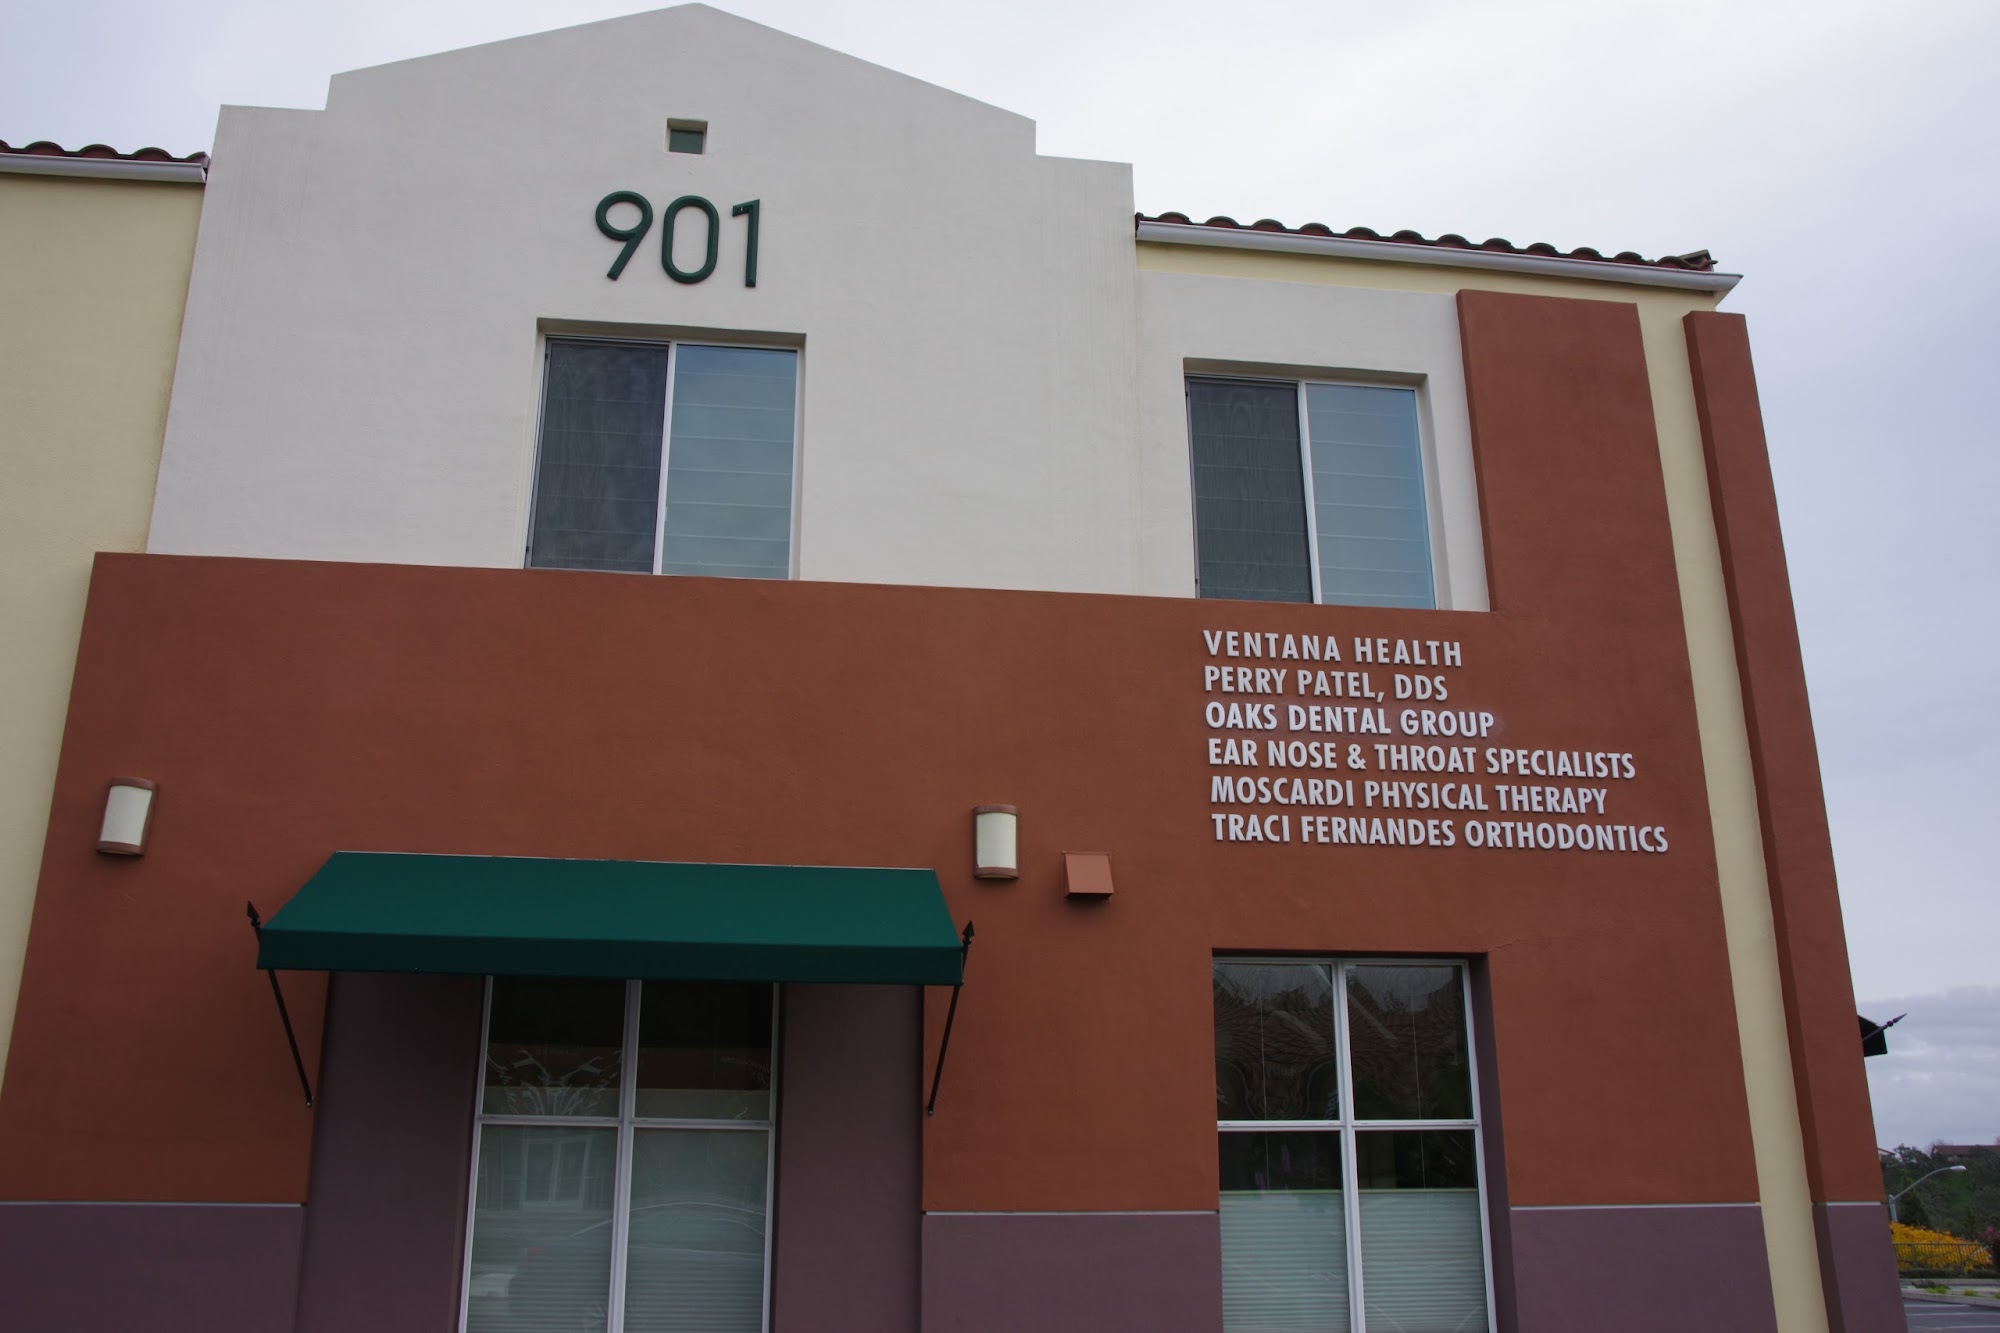 901
VENTANA HEALTH
PERRY PATEL, DDS
OAKS DENTAL GROUP
EAR NOSE & THROAT SPECIALISTS
MOSCARDI PHYSICAL THERAPY
TRACI FERNANDES ORTHODONTICS